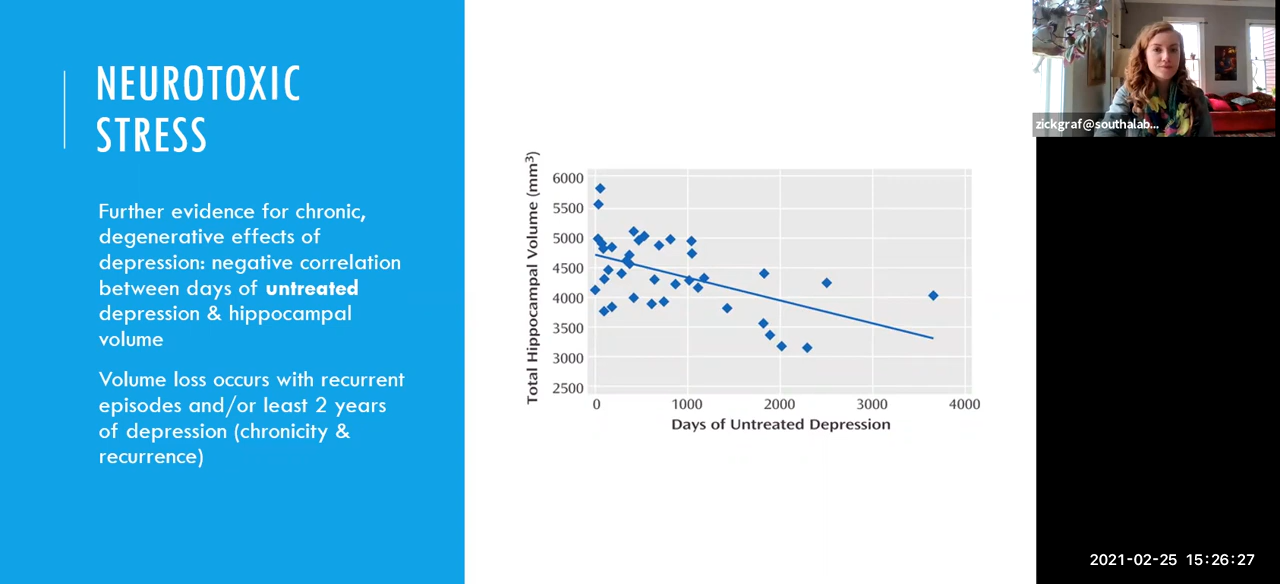 NEUROTOXIC
STRESS
Further evidence for chronic,
degenerative effects of
depression: negative correlation
between days of untreated
depression & hippocampal
volume
Volume loss occurs with recurrent
episodes and/or least 2 years
of depression (chronicity &
recurrence)
Total Hippocampal Volume (mm³)
6000
5500
5000
4500
4000
3500
3000
2500
0 1000 2000 3000 4000
Days of Untreated Depression
zickgraf@southalab...
2021-02-25 15:26:27